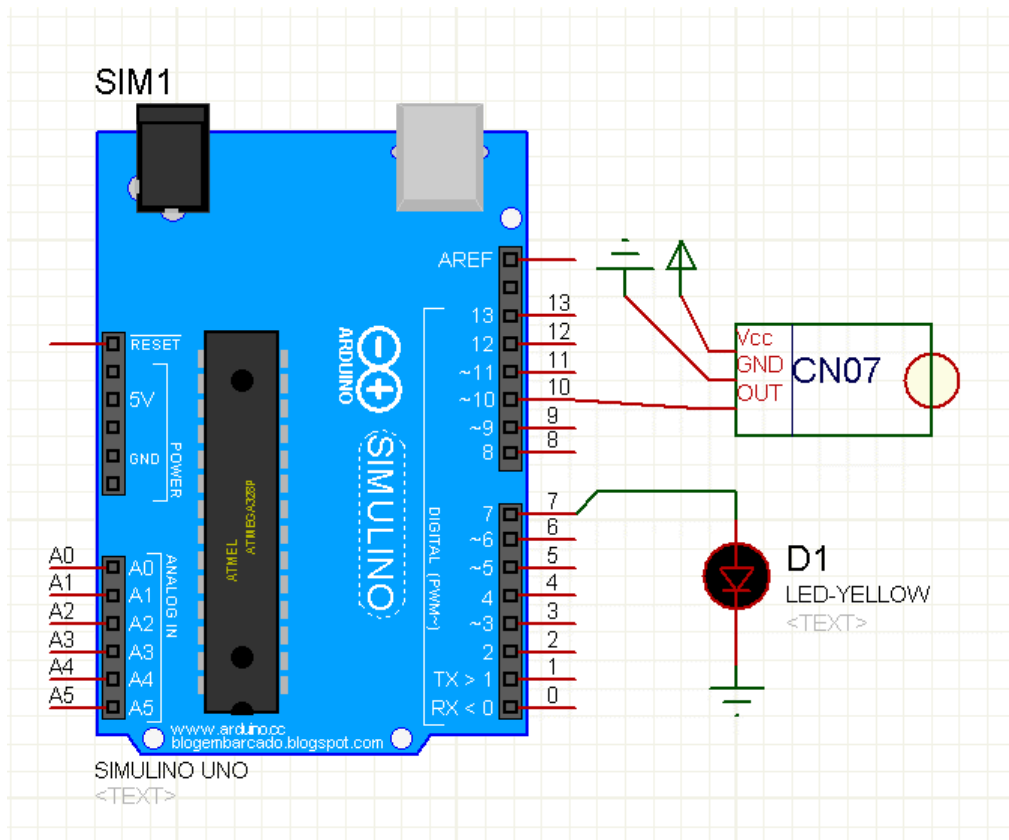 SIM1
AREF
13
12
~11
~10
~9
8
13
12
11
10
9
8
RESET
5V
GND
POWER
ARDUINO
SIMULINO
ATMEL
ATMEGA328P
DIGITAL (PWM~)
7
~6
~5
4
~3
2
TX > 1
RX < 0
7
6
5
4
3
2
1
0
A0
A1
A2
A3
A4
A5
A0
A1
A2
A3
A4
A5
ANALOG IN
www.arduino.cc
blogembarcado.blogspot.com
SIMULINO UNO
<TEXT>
Vcc
GND
OUT
CN07
D1
LED-YELLOW
<TEXT>